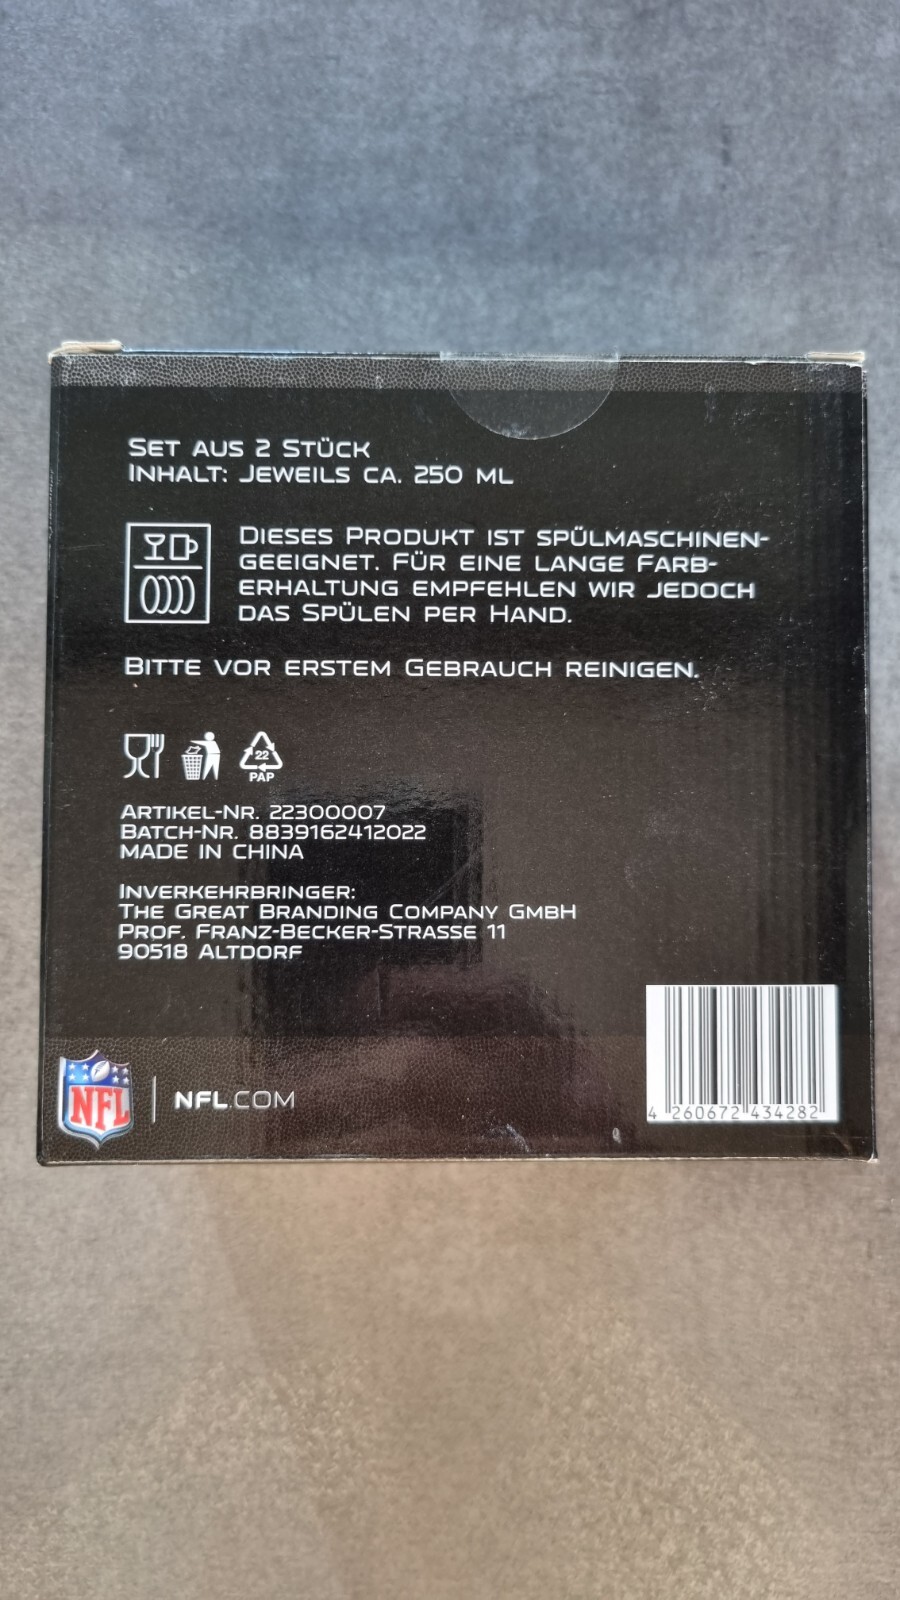 SET AUS 2 STÜCK
INHALT: JEWEILS CA. 250 ML
DIESES PRODUKT IST SPÜLMASCHINEN-
GEEIGNET. FÜR EINE LANGE FARB-
ERHALTUNG EMPFEHLEN WIR JEDOCH
DAS SPÜLEN PER HAND.
BITTE VOR ERSTEM GEBRAUCH REINIGEN.
22
PAP
ARTIKEL-NR. 22300007
BATCH-NR. 8839162412022
MADE IN CHINA
INVERKEHRBRINGER:
THE GREAT BRANDING COMPANY GMBH
PROF. FRANZ-BECKER-STRASSE 11
90518 ALTDORF
4 260672 434282
NFL
NFL.COM